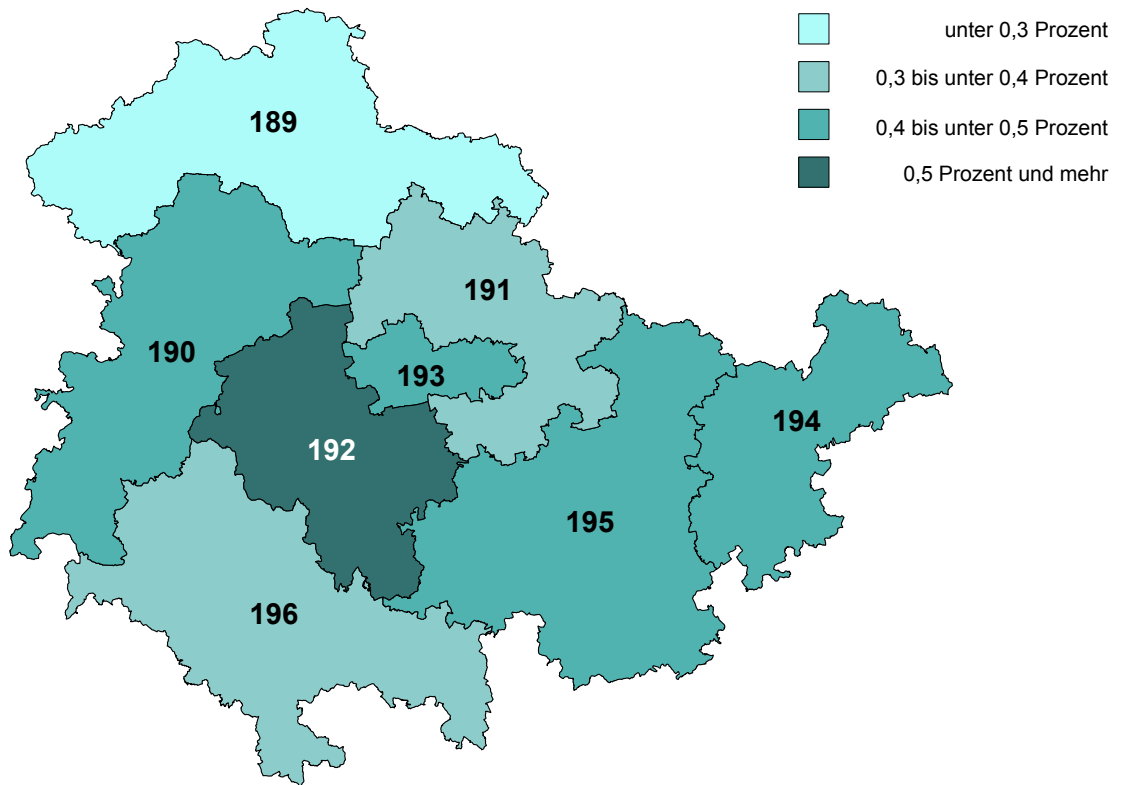 unter 0,3 Prozent
0,3 bis unter 0,4 Prozent
0,4 bis unter 0,5 Prozent
0,5 Prozent und mehr
189
191
190
193
194
192
195
196